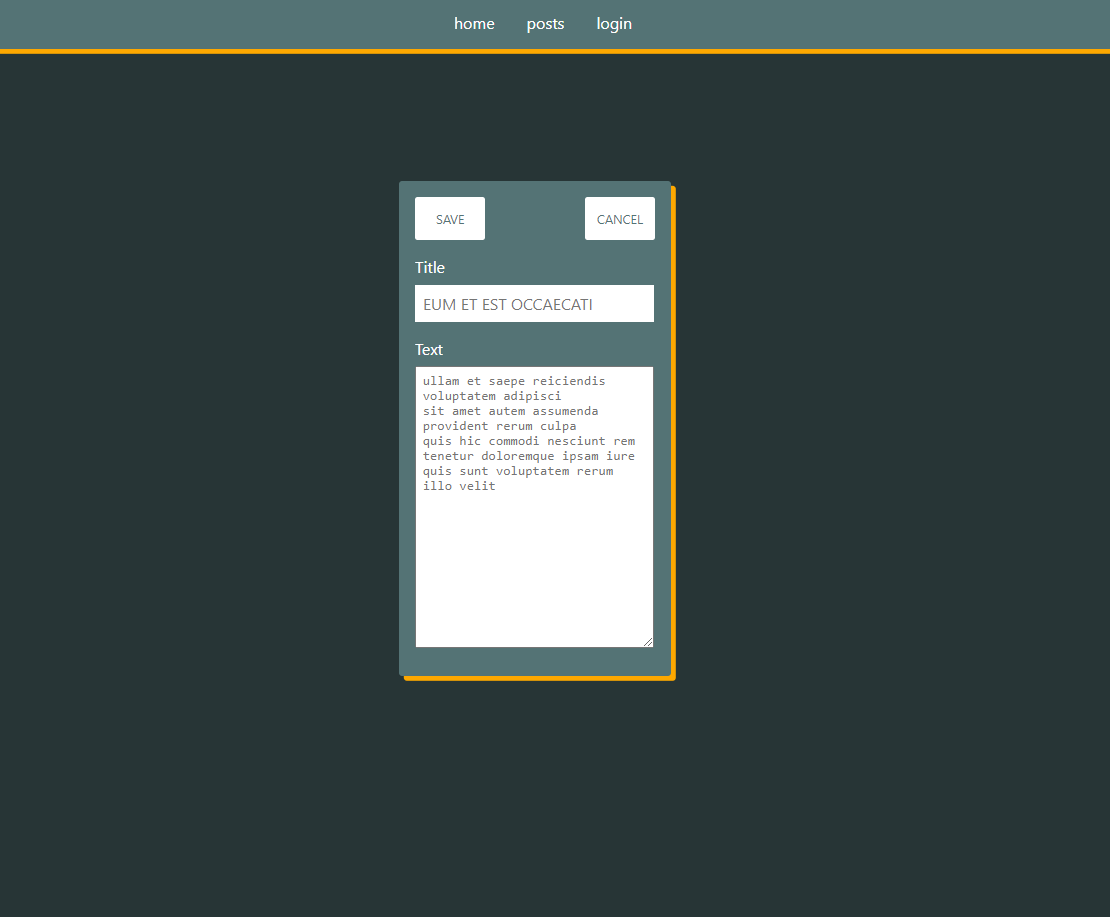 home posts login
SAVE CANCEL
Title
EUM ET EST OCCAECATI
Text
ullam et saepe reiciendis
voluptatem adipisci
sit amet autem assumenda
provident rerum culpa
quis hic commodi nesciunt rem
tenetur doloremque ipsam iure
quis sunt voluptatem rerum
illo velit